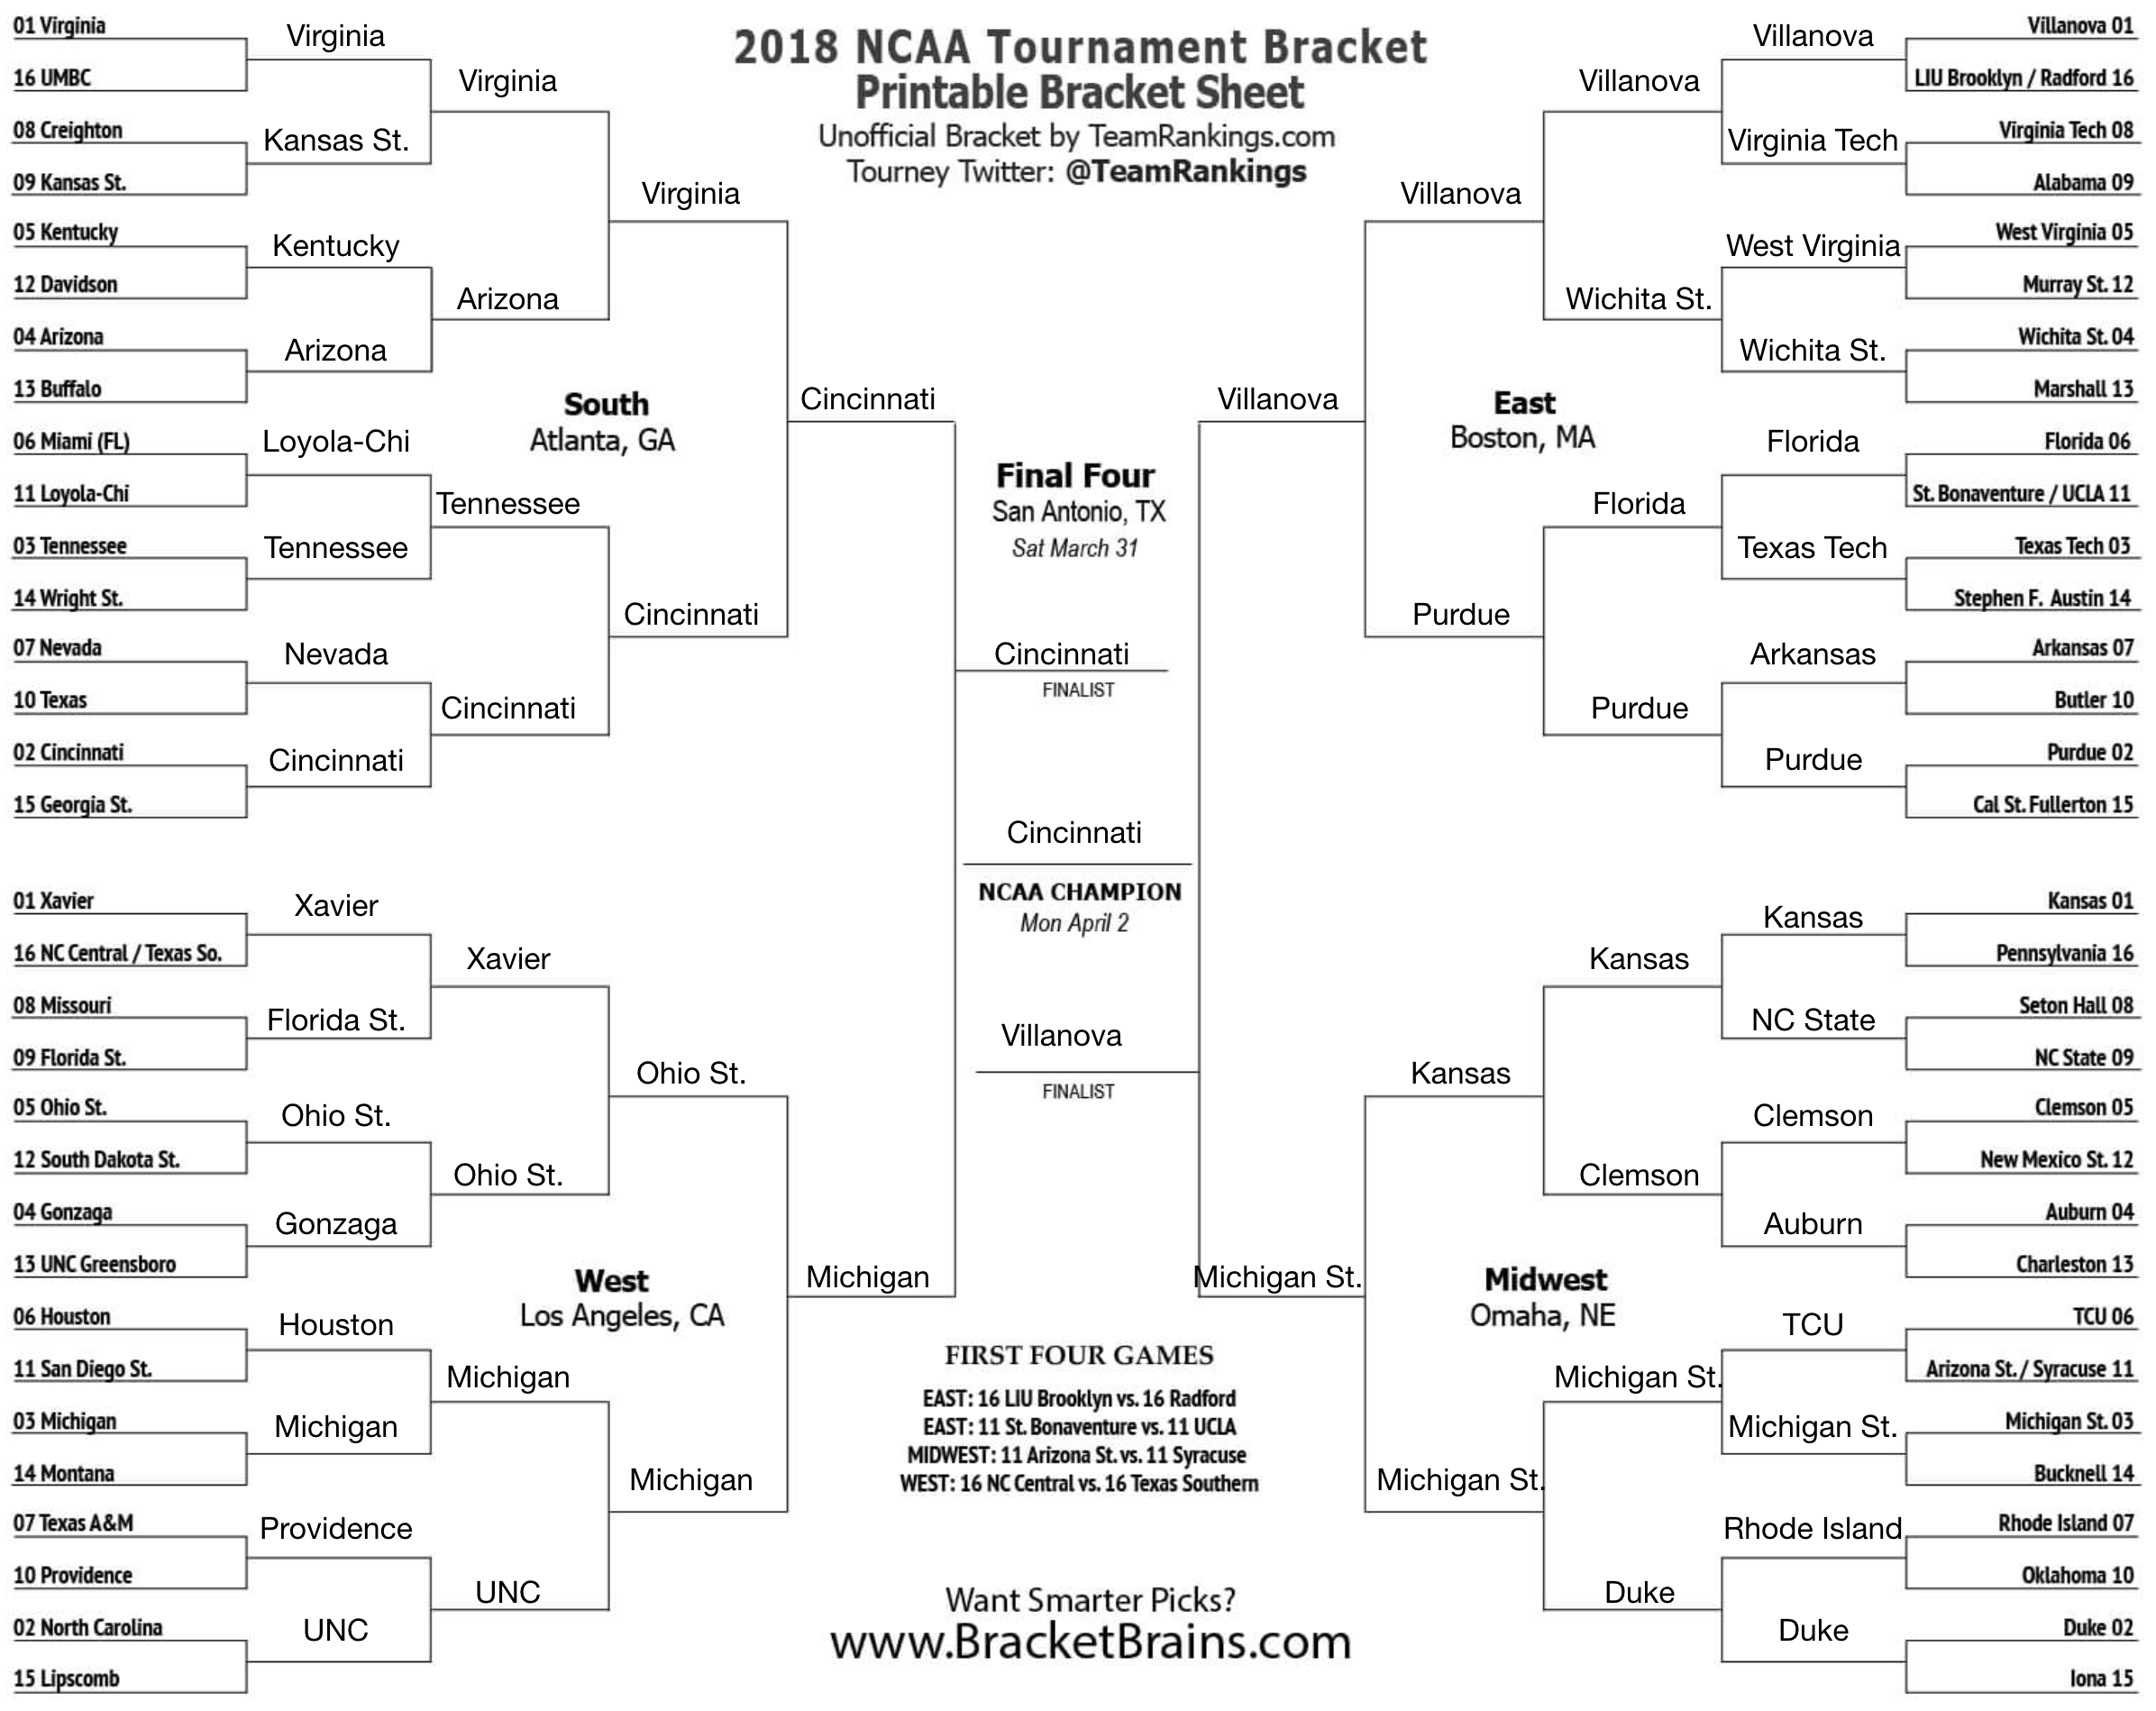 2018 NCAA Tournament Bracket
Printable Bracket Sheet
Unofficial Bracket by TeamRankings.com
Tourney Twitter: @TeamRankings
01 Virginia
16 UMBC
08 Creighton
09 Kansas St.
05 Kentucky
12 Davidson
04 Arizona
13 Buffalo
06 Miami (FL)
11 Loyola-Chi
03 Tennessee
14 Wright St.
07 Nevada
10 Texas
02 Cincinnati
15 Georgia St.
Virginia
Kansas St.
Kentucky
Arizona
Loyola-Chi
Tennessee
Nevada
Cincinnati
Virginia
Arizona
Tennessee
Cincinnati
Virginia
Cincinnati
South
Atlanta, GA
Cincinnati
01 Xavier
16 NC Central / Texas So.
08 Missouri
09 Florida St.
05 Ohio St.
12 South Dakota St.
04 Gonzaga
13 UNC Greensboro
06 Houston
11 San Diego St.
03 Michigan
14 Montana
07 Texas A&M
10 Providence
02 North Carolina
15 Lipscomb
Xavier
Florida St.
Ohio St.
Gonzaga
Houston
Michigan
Providence
UNC
Xavier
Ohio St.
Michigan
UNC
Ohio St.
Michigan
West
Los Angeles, CA
Michigan
Final Four
San Antonio, TX
Sat March 31
Cincinnati
FINALIST
Cincinnati
NCAA CHAMPION
Mon April 2
Villanova
FINALIST
FIRST FOUR GAMES
EAST: 16 LIU Brooklyn vs. 16 Radford
EAST: 11 St. Bonaventure vs. 11 UCLA
MIDWEST: 11 Arizona St. vs. 11 Syracuse
WEST: 16 NC Central vs. 16 Texas Southern
Want Smarter Picks?
www.BracketBrains.com
Villanova
East
Boston, MA
Villanova
Purdue
Villanova
Wichita St.
Florida
Purdue
Villanova
Virginia Tech
West Virginia
Wichita St.
Florida
Texas Tech
Arkansas
Purdue
Villanova 01
LIU Brooklyn / Radford 16
Virginia Tech 08
Alabama 09
West Virginia 05
Murray St. 12
Wichita St. 04
Marshall 13
Florida 06
St. Bonaventure / UCLA 11
Texas Tech 03
Stephen F. Austin 14
Arkansas 07
Butler 10
Purdue 02
Cal St. Fullerton 15
Michigan St.
Midwest
Omaha, NE
Kansas
Michigan St.
Kansas
Clemson
Michigan St.
Duke
Kansas
NC State
Clemson
Auburn
TCU
Michigan St.
Rhode Island
Duke
Kansas 01
Pennsylvania 16
Seton Hall 08
NC State 09
Clemson 05
New Mexico St. 12
Auburn 04
Charleston 13
TCU 06
Arizona St. / Syracuse 11
Michigan St. 03
Bucknell 14
Rhode Island 07
Oklahoma 10
Duke 02
Iona 15